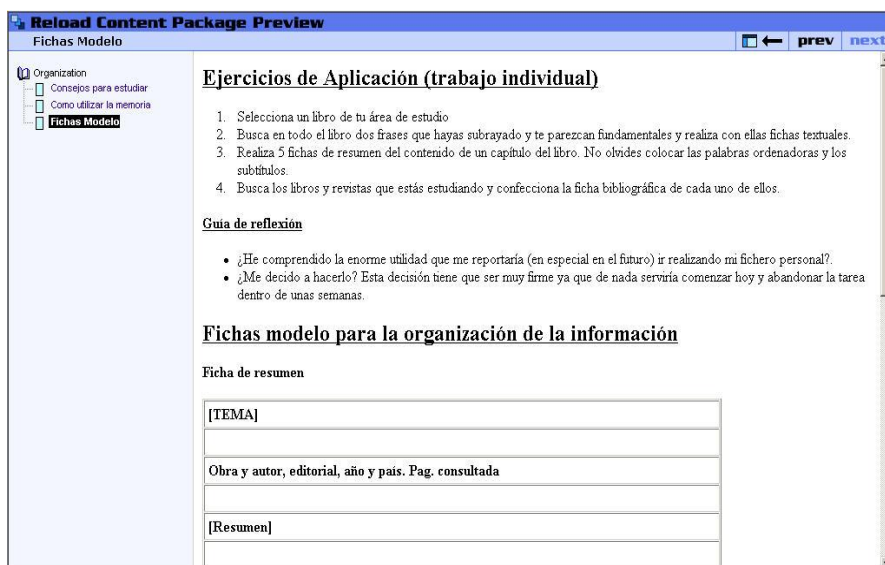 Reload Content Package Preview
Fichas Modelo
prev
next
Organization
Consejos para estudiar
Como utilizar la memoria
Fichas Modelo
Ejercicios de Aplicación (trabajo individual)
1. Selecciona un libro de tu área de estudio
2. Busca en todo el libro dos frases que hayas subrayado y te parezcan fundamentales y realiza con ellas fichas textuales.
3. Realiza 5 fichas de resumen del contenido de un capítulo del libro. No olvides colocar las palabras ordenadoras y los
subtítulos.
4. Busca los libros y revistas que estás estudiando y confecciona la ficha bibliográfica de cada uno de ellos.
Guía de reflexión
• ¿He comprendido la enorme utilidad que me reportaría (en especial en el futuro) ir realizando mi fichero personal?.
• ¿Me decido a hacerlo? Esta decisión tiene que ser muy firme ya que de nada serviría comenzar hoy y abandonar la tarea
dentro de unas semanas.
Fichas modelo para la organización de la información
Ficha de resumen
[TEMA]
Obra y autor, editorial, año y país. Pag. consultada
[Resumen]